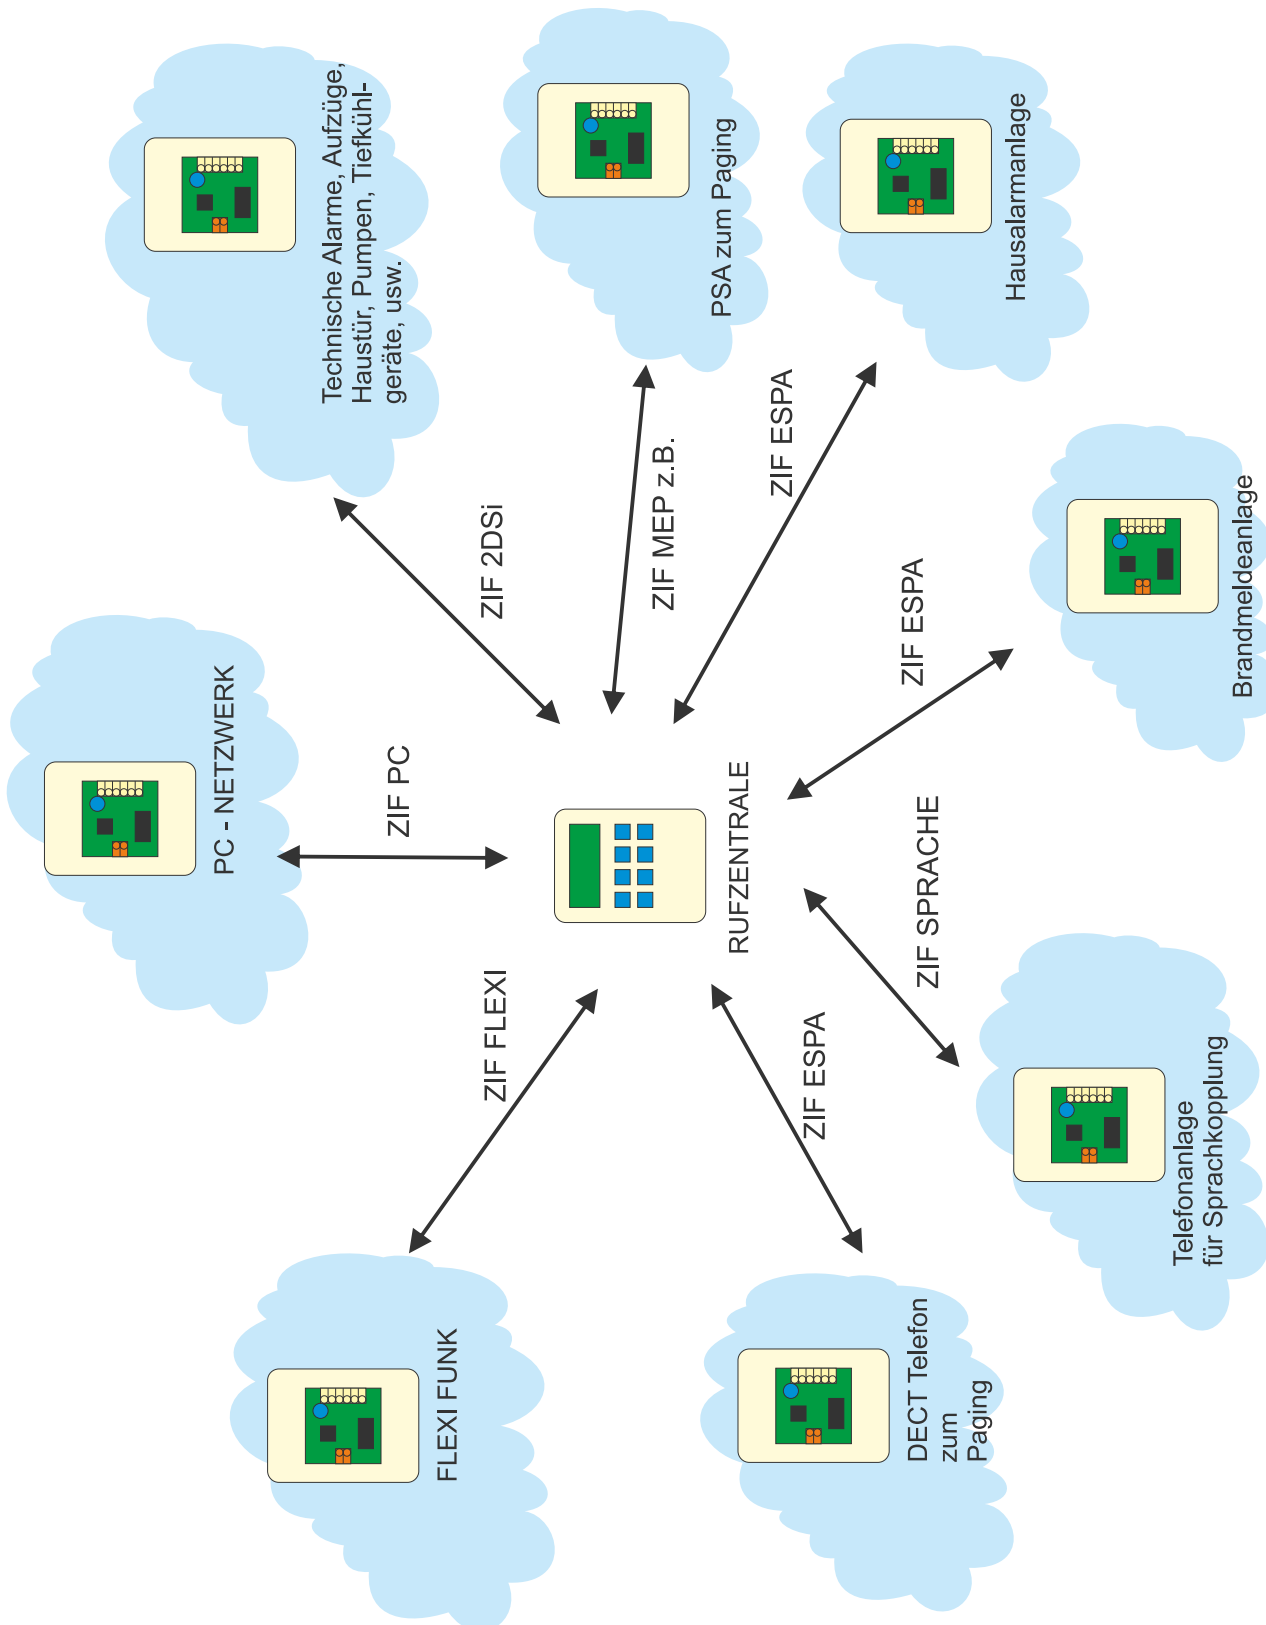 FLEXI FUNK
ZIF FLEXI
PC - NETZWERK
ZIF PC
Technische Alarme, Aufzüge,
Haustür, Pumpen, Tiefkühl-
geräte, usw.
ZIF 2DSi
PSA zum Paging
ZIF MEP z.B.
Hausalarmanlage
ZIF ESPA
RUFZENTRALE
Brandmeldeanlage
ZIF ESPA
ZIF SPRACHE
Telefonanlage
für Sprachkopplung
ZIF ESPA
DECT Telefon
zum
Paging